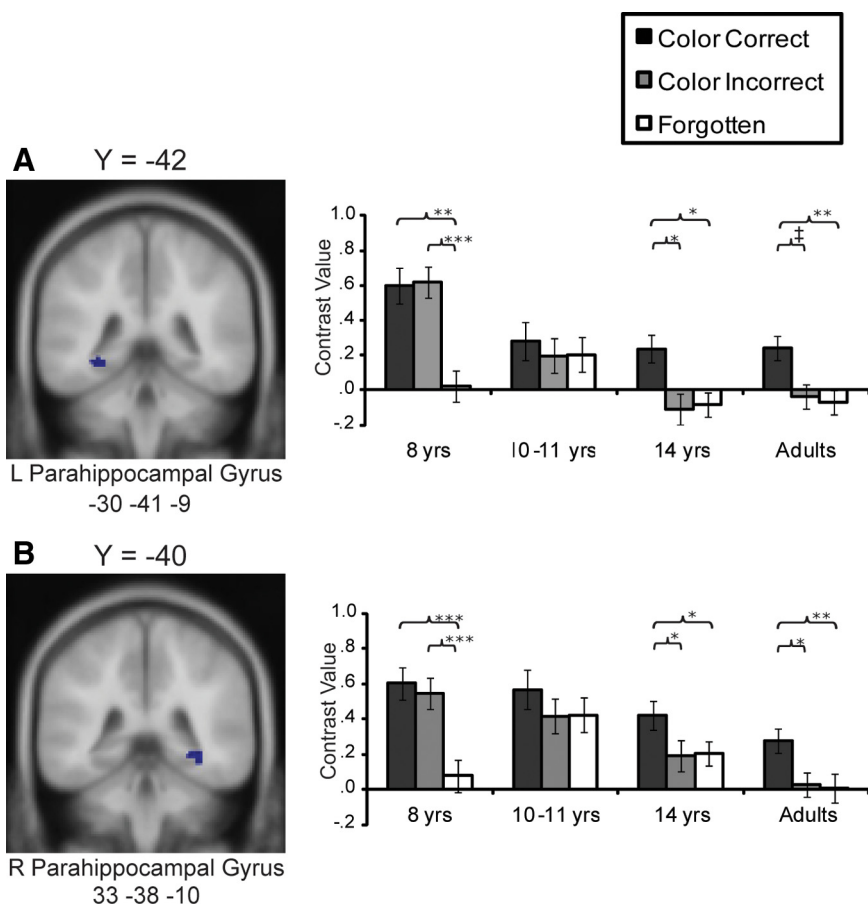 Color Correct
Color Incorrect
Forgotten
A
Y = -42
L Parahippocampal Gyrus
-30 -41 -9
Contrast Value
1.0
.8
.6
.4
.2
.0
-.2
** 
***
*
*
**
‡
8 yrs
10-11 yrs
14 yrs
Adults
B
Y = -40
R Parahippocampal Gyrus
33 -38 -10
Contrast Value
1.0
.8
.6
.4
.2
.0
-.2
***
***
*
*
**
*
8 yrs
10-11 yrs
14 yrs
Adults